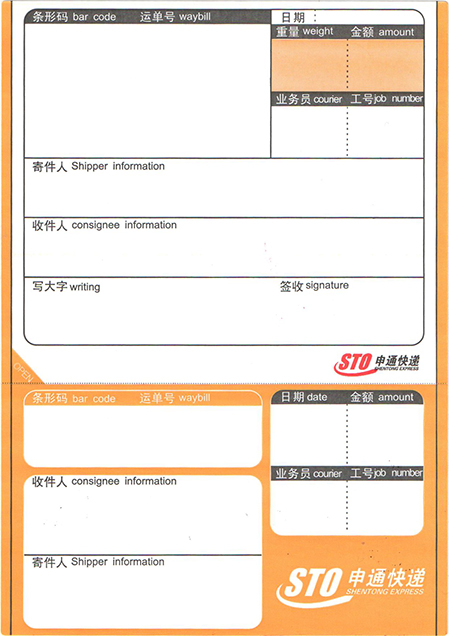 条形码 bar code 运单号 waybill
日期：
重量 weight 金额 amount
业务员 courier 工号 job number
寄件人 Shipper information
收件人 consignee information
写大字 writing 签收 signature
STO 申通快递
SHENTONG EXPRESS
OPEN
条形码 bar code 运单号 waybill
日期 date 金额 amount
收件人 consignee information
业务员 courier 工号 job number
寄件人 Shipper information
STO 申通快递
SHENTONG EXPRESS